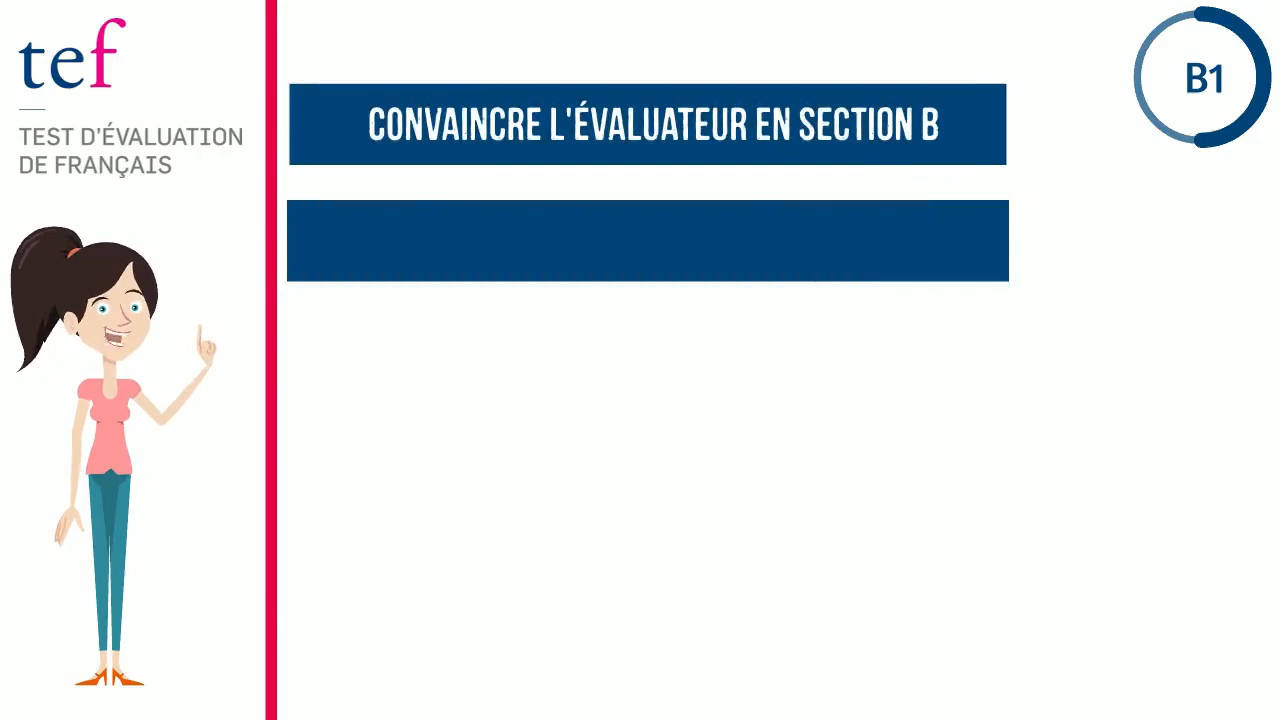 tef
TEST D'ÉVALUATION
DE FRANÇAIS
CONVAINCRE L'ÉVALUATEUR EN SECTION B
B1